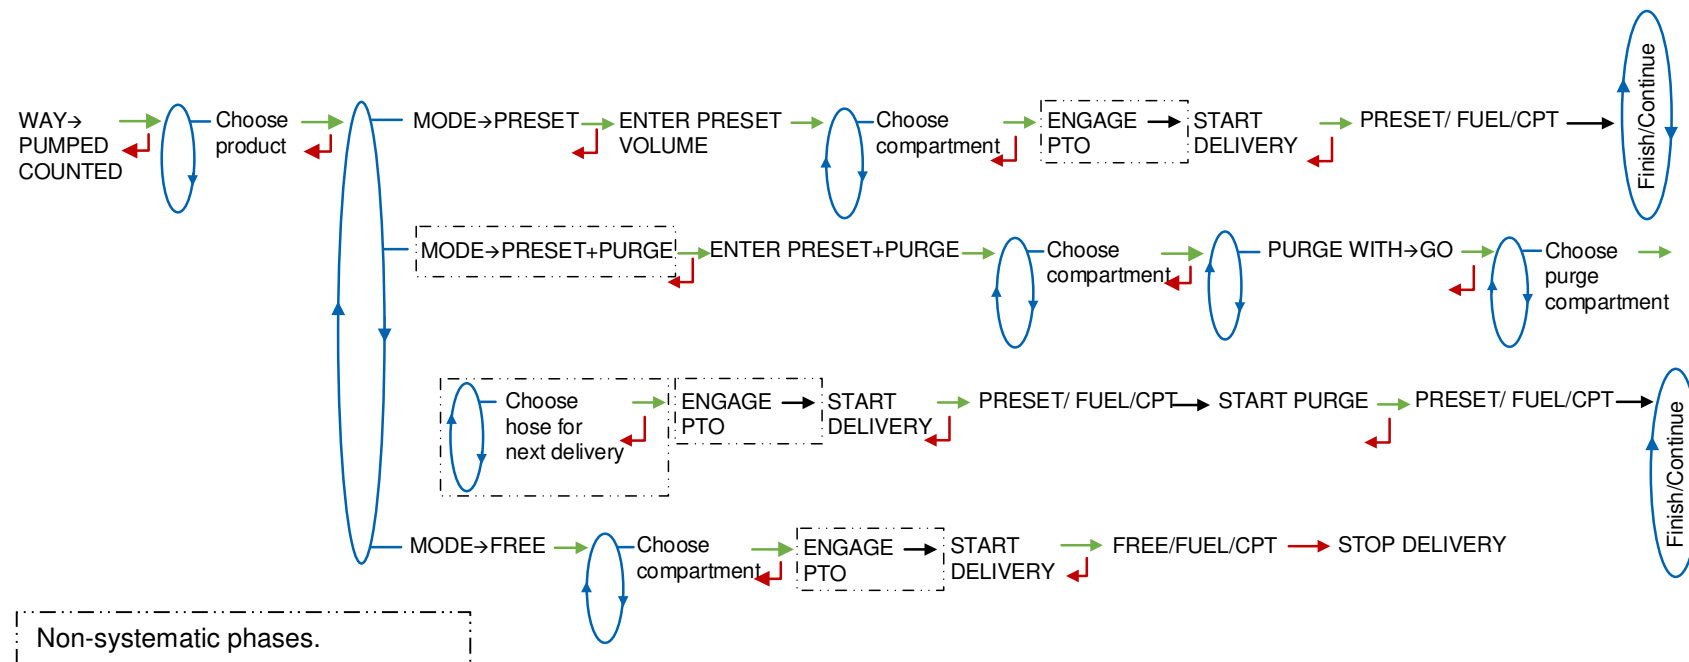 WAY→
PUMPED
COUNTED
Choose
product
MODE→PRESET
ENTER PRESET
VOLUME
Choose
compartment
ENGAGE
PTO
START
DELIVERY
PRESET/ FUEL/CPT
Finish/Continue
MODE→PRESET+PURGE
ENTER PRESET+PURGE
Choose
compartment
PURGE WITH→GO
Choose
purge
compartment
Choose
hose for
next delivery
ENGAGE
PTO
START
DELIVERY
PRESET/ FUEL/CPT
START PURGE
PRESET/ FUEL/CPT
Finish/Continue
MODE→FREE
Choose
compartment
ENGAGE
PTO
START
DELIVERY
FREE/FUEL/CPT
STOP DELIVERY
Non-systematic phases.